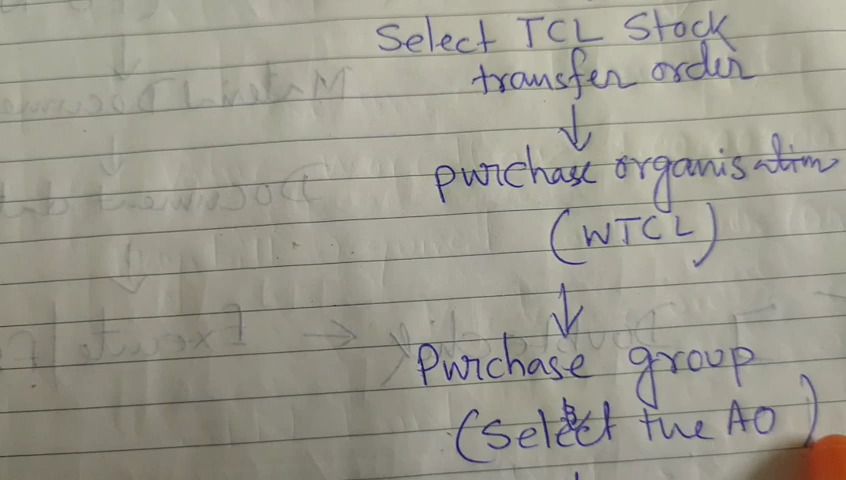 Select TCL Stock
transfer order
↓
purchase organisation
(WTCL)
↓
Purchase group
(Select the AO)